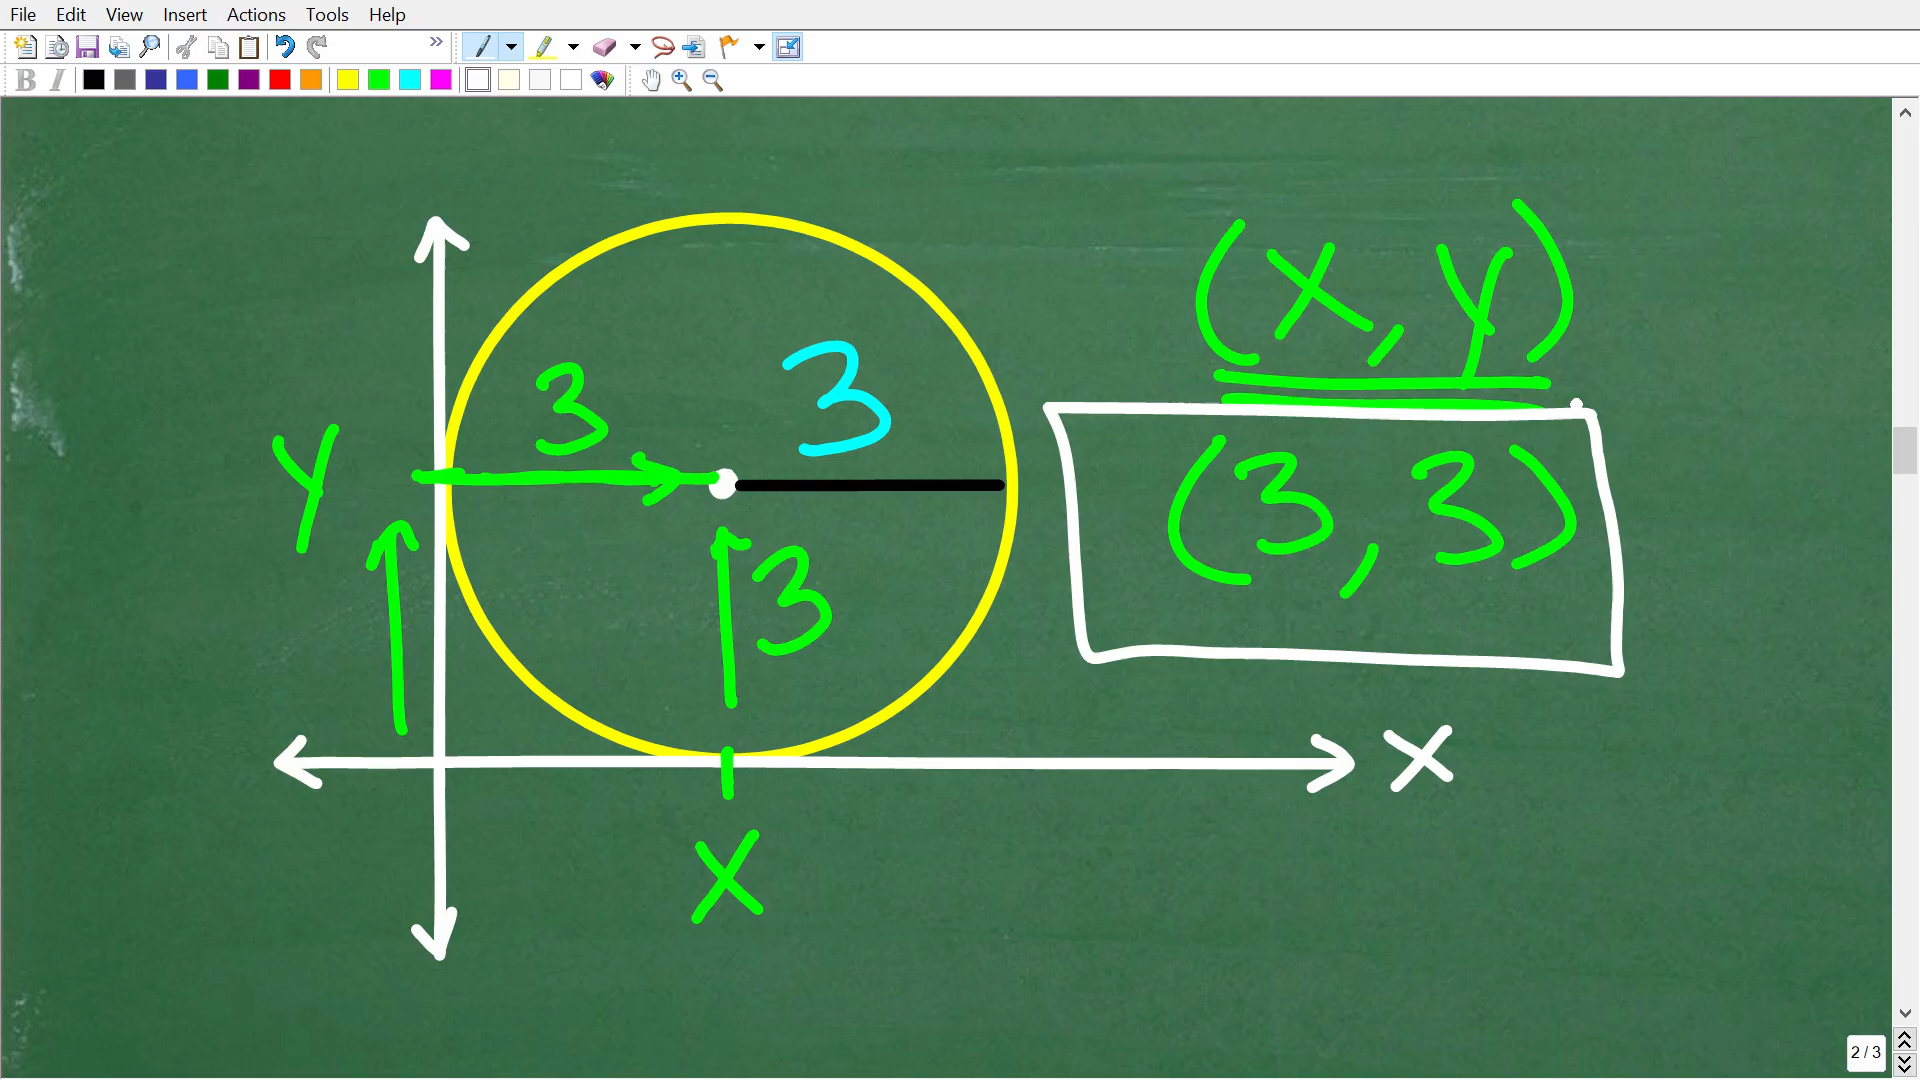 File Edit View Insert Actions Tools Help
B I
(x, y)
3 3
Y
(3, 3)
3
X
X
2 / 3